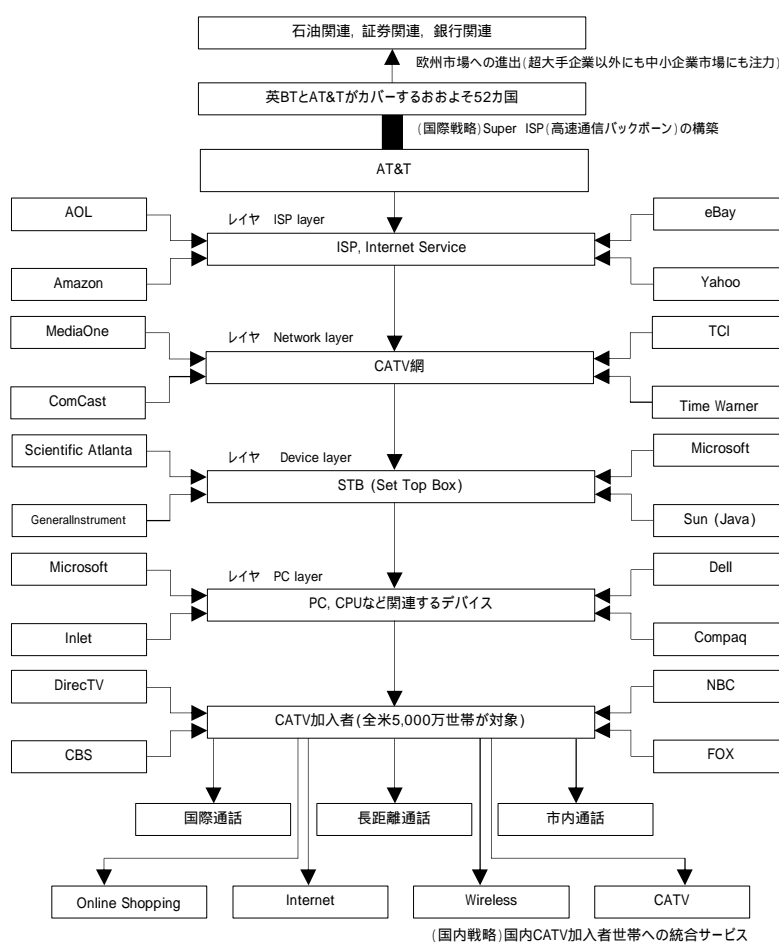 石油関連, 証券関連, 銀行関連
欧州市場への進出(超大手企業以外にも中小企業市場にも注力)
英BTとAT&Tがカバーするおおよそ52カ国
(国際戦略)Super ISP(高速通信バックボーン)の構築
AT&T
AOL
レイヤ ISP layer
eBay
ISP, Internet Service
Amazon
Yahoo
MediaOne
レイヤ Network layer
TCI
CATV網
ComCast
Time Warner
Scientific Atlanta
レイヤ Device layer
Microsoft
STB (Set Top Box)
GeneralInstrument
Sun (Java)
Microsoft
レイヤ PC layer
Dell
PC, CPUなど関連するデバイス
Inlet
Compaq
DirecTV
NBC
CATV加入者(全米5,000万世帯が対象)
CBS
FOX
国際通話
長距離通話
市内通話
Online Shopping
Internet
Wireless
CATV
(国内戦略)国内CATV加入者世帯への統合サービス